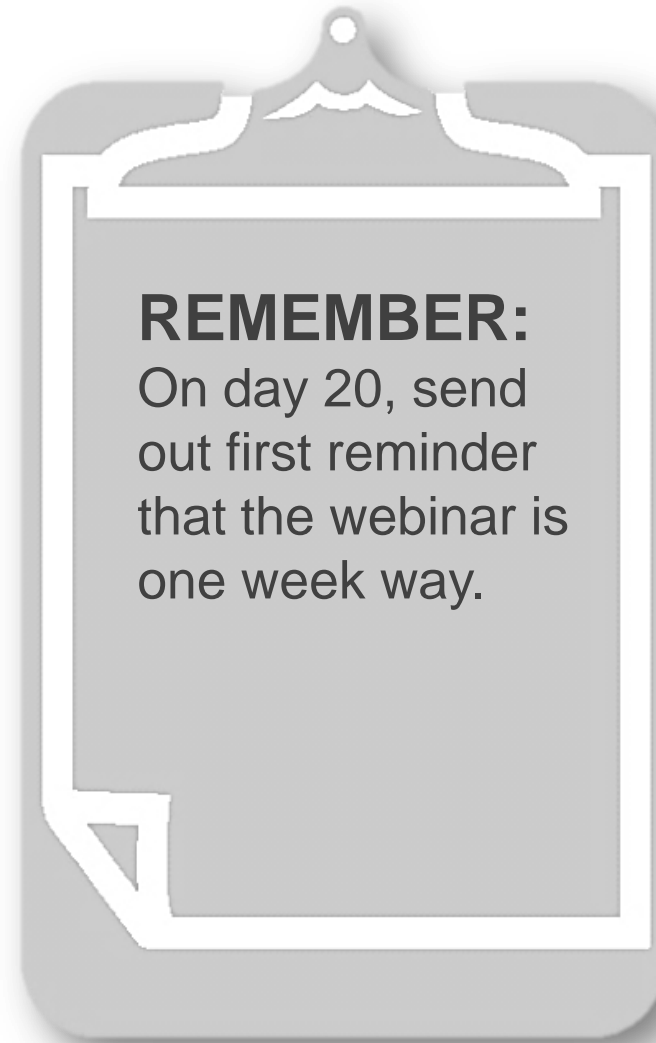 REMEMBER:
On day 20, send
out first reminder
that the webinar is
one week way.